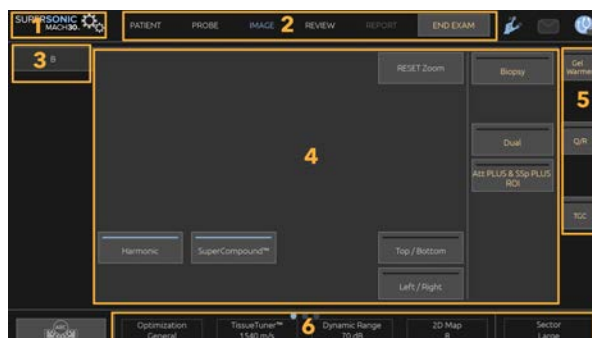 SUPERSONIC
MACH30
1
PATIENT PROBE IMAGE 2 REVIEW REPORT END EXAM
3 B
RESET Zoom
Biopsy
Gel
Warmer
5
4
Dual
Q/R
Att PLUS & SSp PLUS
ROI
Harmonic
SuperCompound™
Top / Bottom
TGC
Left / Right
Optimization
General
TissueTuner™
1540 m/s
6
Dynamic Range
70 dB
2D Map
8
Sector
Large